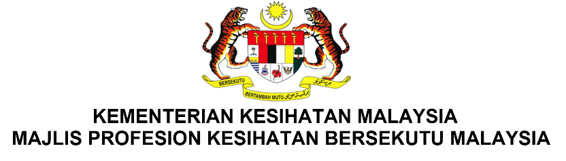 BERSEKUTU BERTAMBAH MUTU
KEMENTERIAN KESIHATAN MALAYSIA
MAJLIS PROFESION KESIHATAN BERSEKUTU MALAYSIA